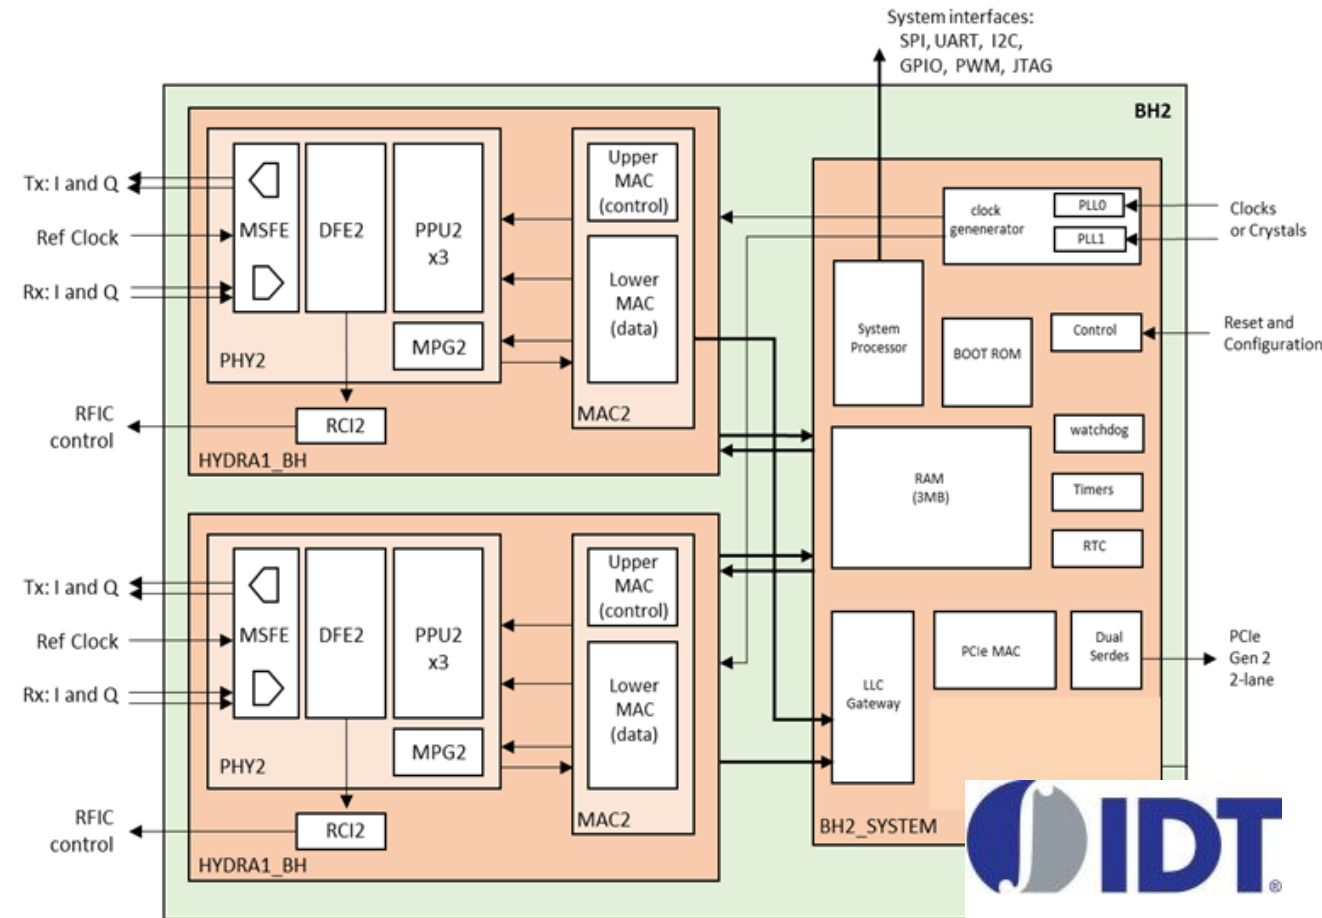 System interfaces:
SPI, UART, I2C,
GPIO, PWM, JTAG
BH2
Tx: I and Q
Ref Clock
Rx: I and Q
MSFE
DFE2
PPU2
x3
MPG2
PHY2
RCI2
RFIC
control
HYDRA1_BH
Upper
MAC
(control)
Lower
MAC
(data)
MAC2
clock
genenerator
PLL0
PLL1
Clocks
or Crystals
System
Processor
BOOT ROM
Control
Reset and
Configuration
watchdog
RAM
(3MB)
Timers
RTC
Tx: I and Q
Ref Clock
Rx: I and Q
MSFE
DFE2
PPU2
x3
MPG2
PHY2
RCI2
RFIC
control
HYDRA1_BH
Upper
MAC
(control)
Lower
MAC
(data)
MAC2
LLC
Gateway
PCIe MAC
Dual
Serdes
PCIe
Gen 2
2-lane
BH2_SYSTEM
IDT®